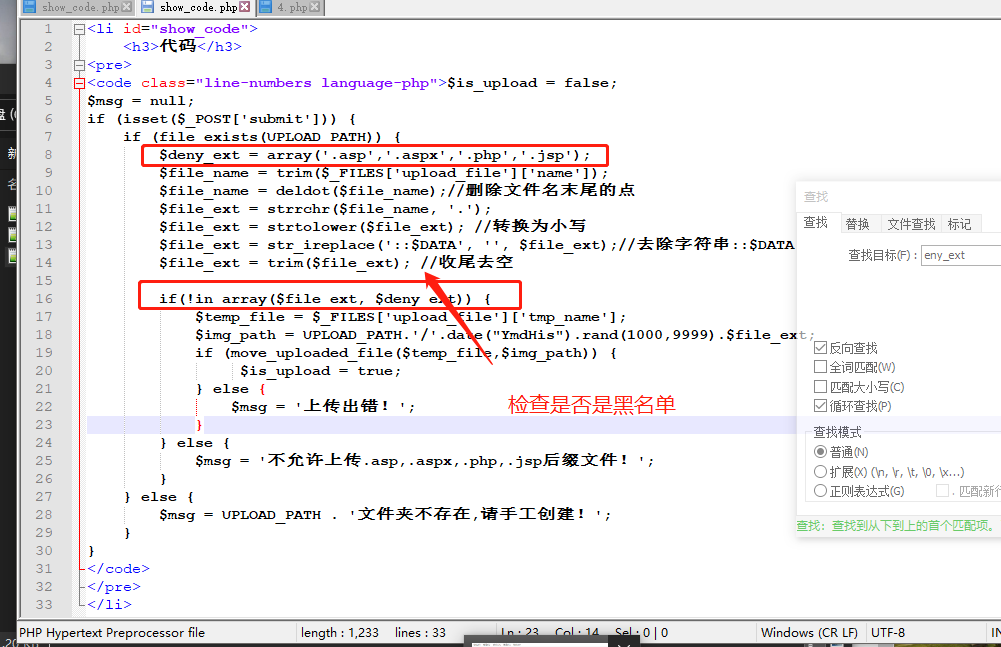 show_code.php show_code.php 4.php
1 <li id="show_code">
2 <h3>代码</h3>
3 <pre>
4 <code class="line-numbers language-php">$is_upload = false;
5 $msg = null;
6 if (isset($_POST['submit'])) {
7 if (file_exists(UPLOAD_PATH)) {
8 $deny_ext = array('.asp','.aspx','.php','.jsp');
9 $file_name = trim($_FILES['upload_file']['name']);
10 $file_name = deldot($file_name);//删除文件名末尾的点
11 $file_ext = strrchr($file_name, '.');
12 $file_ext = strtolower($file_ext); //转换为小写
13 $file_ext = str_ireplace('::$DATA', '', $file_ext);//去除字符串::$DATA
14 $file_ext = trim($file_ext); //收尾去空
15
16 if(!in_array($file_ext, $deny_ext)) {
17 $temp_file = $_FILES['upload_file']['tmp_name'];
18 $img_path = UPLOAD_PATH.'/'.date("YmdHis").rand(1000,9999).$file_ext;
19 if (move_uploaded_file($temp_file,$img_path)) {
20 $is_upload = true;
21 } else {
22 $msg = '上传出错！';
23 }
24 } else {
25 $msg = '不允许上传.asp,.aspx,.php,.jsp后缀文件！';
26 }
27 } else {
28 $msg = UPLOAD_PATH . '文件夹不存在,请手工创建！';
29 }
30 }
31 </code>
32 </pre>
33 </li>
检查是否是黑名单
查找
查找 替换 文件查找 标记
查找目标(F)： eny_ext
反向查找
全词匹配(W)
匹配大小写(C)
循环查找(P)
查找模式
普通(N)
扩展(X) (\n, \r, \t, \0, \x...)
正则表达式(G) . 匹配新行
查找：查找到从下到上的首个匹配项。
PHP Hypertext Preprocessor file length : 1,233 lines : 33 Ln : 23 Col : 14 Sel : 0 | 0 Windows (CR LF) UTF-8 IN